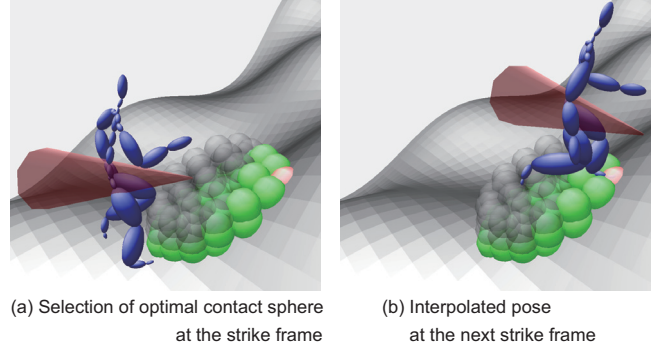 (a) Selection of optimal contact sphere
at the strike frame
(b) Interpolated pose
at the next strike frame